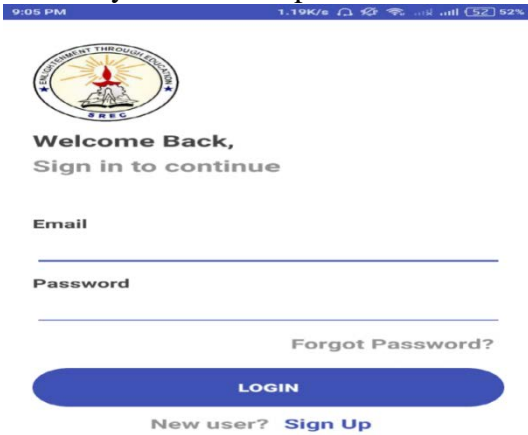 9:05 PM 1.19K/s 52 52%
ENLIGHTENMENT THROUGH EDUCATION
SREC
Welcome Back,
Sign in to continue
Email
Password
Forgot Password?
LOGIN
New user? Sign Up